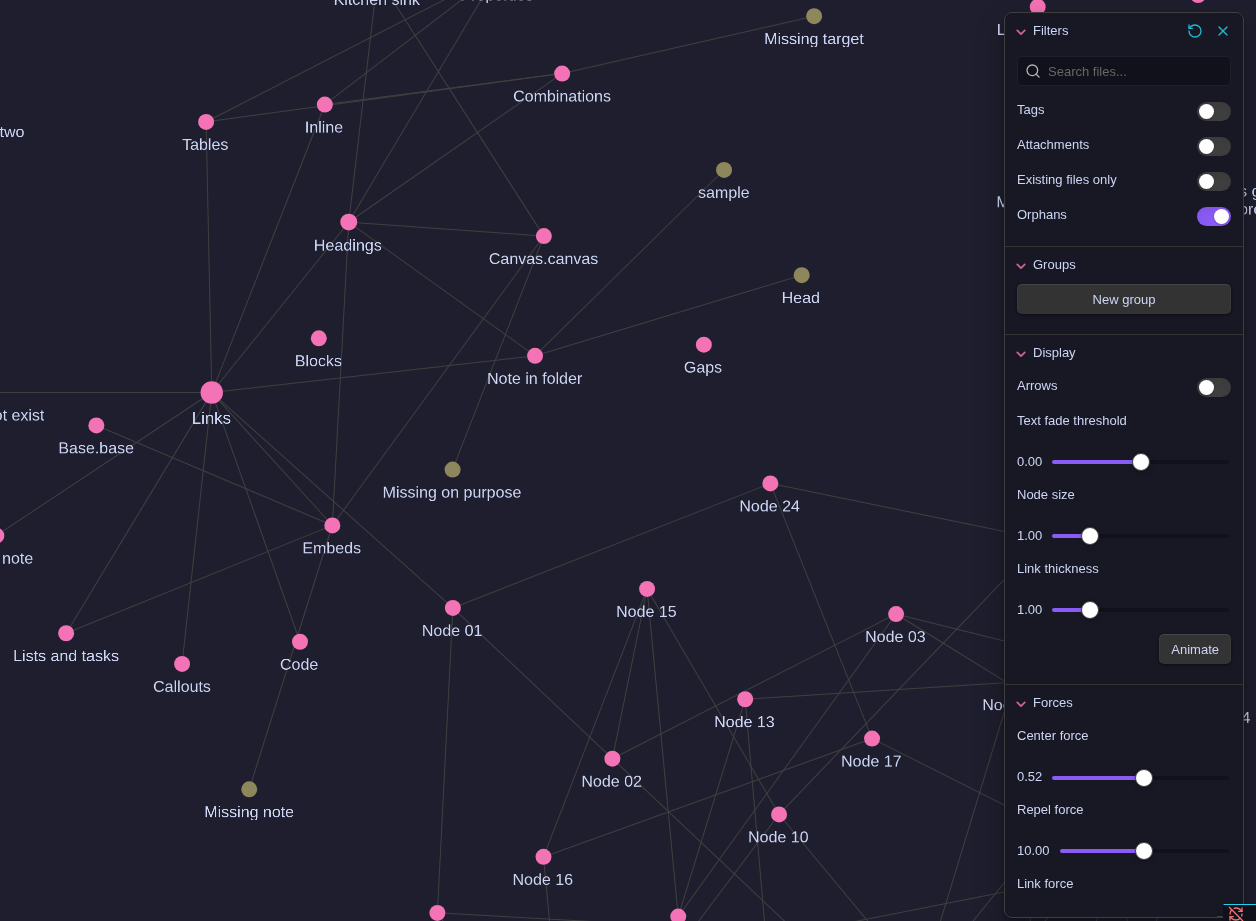 Kitchen sink
Missing target
Combinations
Inline
Tables
two
sample
Headings
Canvas.canvas
Head
Blocks
Gaps
Note in folder
Links
Base.base
Missing on purpose
Node 24
Embeds
note
Node 15
Node 01
Node 03
Lists and tasks
Code
Callouts
Node 13
Node 17
Node 02
Missing note
Node 10
Node 16
Filters
Search files...
Tags
Attachments
Existing files only
Orphans
Groups
New group
Display
Arrows
Text fade threshold
0.00
Node size
1.00
Link thickness
1.00
Animate
Forces
Center force
0.52
Repel force
10.00
Link force